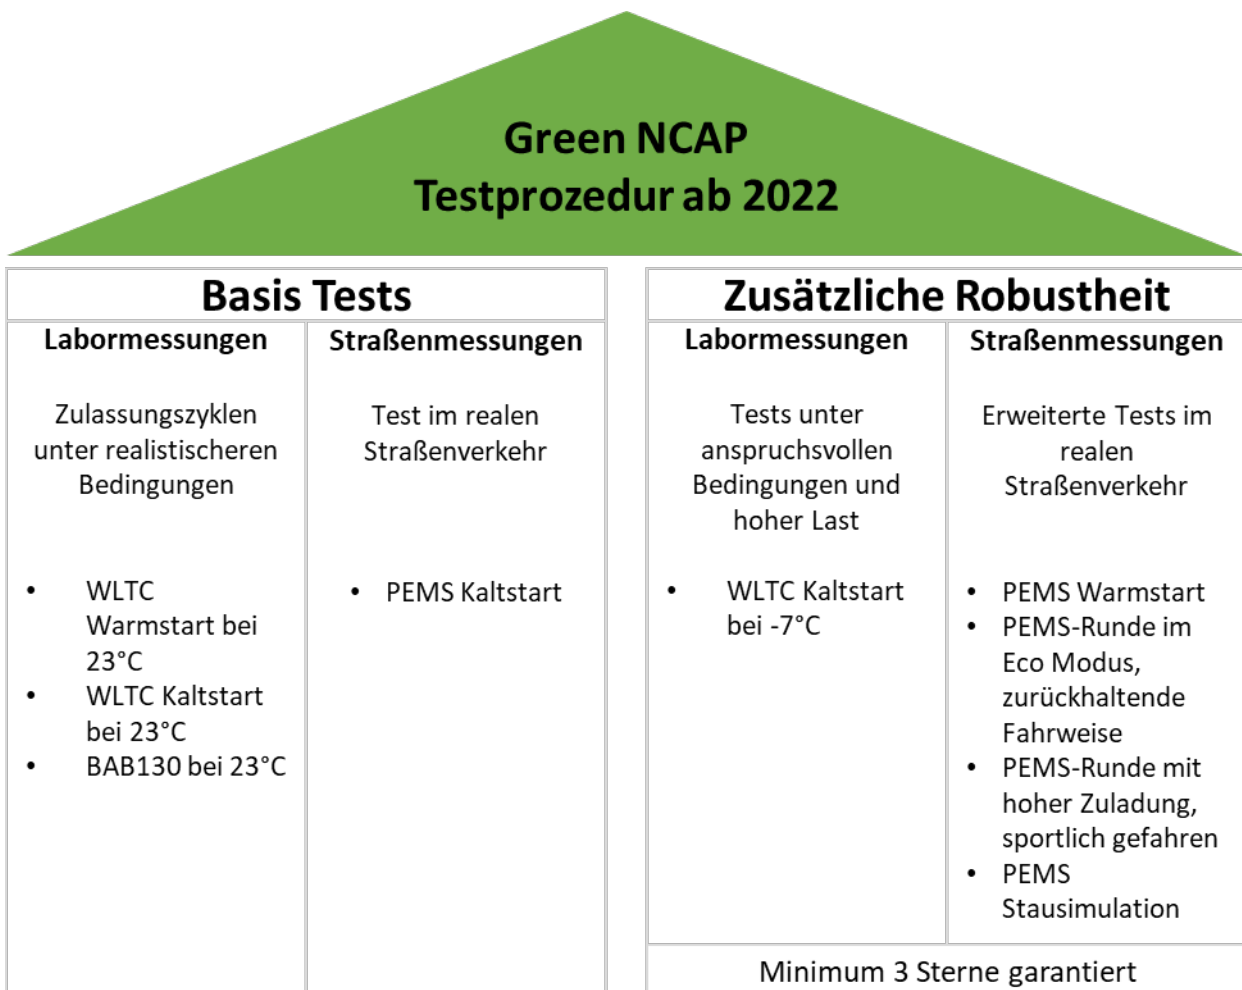 Green NCAP
Testprozedur ab 2022
Basis Tests
Labormessungen
Zulassungszyklen
unter realistischeren
Bedingungen
• WLTC
Warmstart bei
23°C
• WLTC Kaltstart
bei 23°C
• BAB130 bei 23°C
Straßenmessungen
Test im realen
Straßenverkehr
• PEMS Kaltstart
Zusätzliche Robustheit
Labormessungen
Tests unter
anspruchsvollen
Bedingungen und
hoher Last
• WLTC Kaltstart
bei -7°C
Straßenmessungen
Erweiterte Tests im
realen
Straßenverkehr
• PEMS Warmstart
• PEMS-Runde im
Eco Modus,
zurückhaltende
Fahrweise
• PEMS-Runde mit
hoher Zuladung,
sportlich gefahren
• PEMS
Stausimulation
Minimum 3 Sterne garantiert